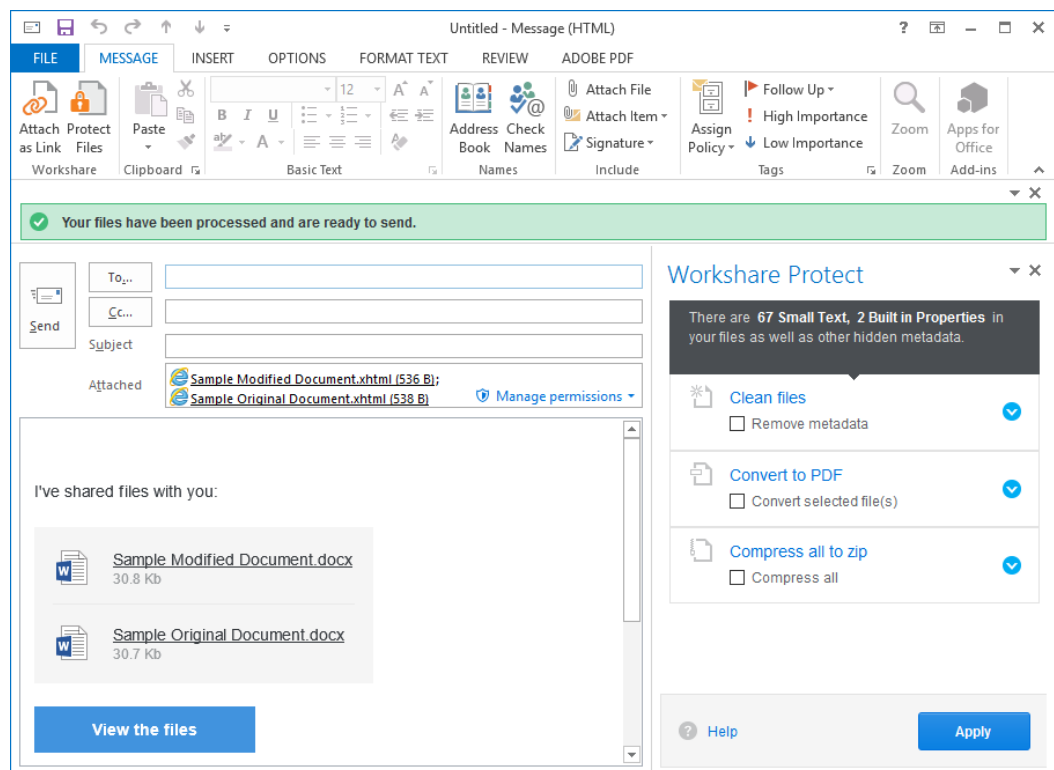 Untitled - Message (HTML)
?
FILE MESSAGE INSERT OPTIONS FORMAT TEXT REVIEW ADOBE PDF
Attach as Link
Protect Files
Workshare
Paste
Clipboard
12 A A
B I U
ab A
Basic Text
Address Book
Check Names
@
Names
Attach File
Attach Item
Signature
Include
Assign Policy
Follow Up
! High Importance
Low Importance
Tags
Zoom
Zoom
Apps for Office
Add-ins
Your files have been processed and are ready to send.
Send
To...
Cc...
Subject
Attached
Sample Modified Document.xhtml (536 B);
Sample Original Document.xhtml (538 B)
Manage permissions
I've shared files with you:
W
Sample Modified Document.docx
30.8 Kb
W
Sample Original Document.docx
30.7 Kb
View the files
Workshare Protect
There are 67 Small Text, 2 Built in Properties in
your files as well as other hidden metadata.
Clean files
Remove metadata
Convert to PDF
Convert selected file(s)
Compress all to zip
Compress all
? Help
Apply